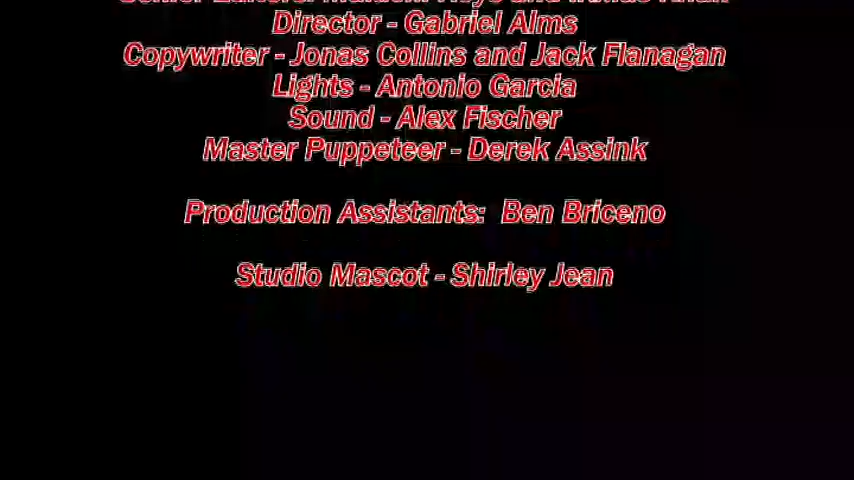 Director - Gabriel Alms
Copywriter - Jonas Collins and Jack Flanagan
Lights - Antonio Garcia
Sound - Alex Fischer
Master Puppeteer - Derek Assink
Production Assistants:  Ben Briceno
Studio Mascot - Shirley Jean